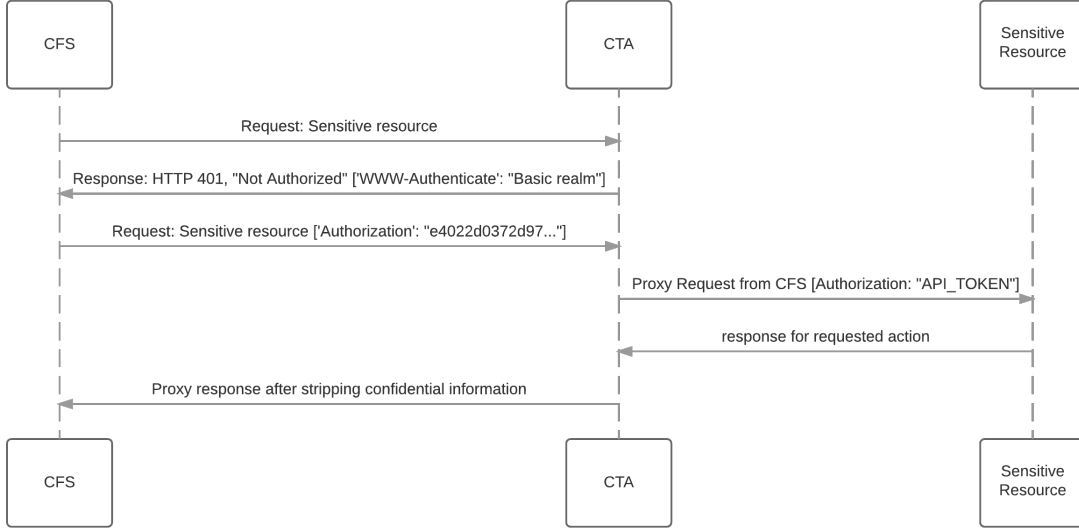 CFS
CTA
Sensitive
Resource
Request: Sensitive resource
Response: HTTP 401, "Not Authorized" ['WWW-Authenticate': "Basic realm"]
Request: Sensitive resource ['Authorization': "e4022d0372d97..."]
Proxy Request from CFS [Authorization: "API_TOKEN"]
response for requested action
Proxy response after stripping confidential information
CFS
CTA
Sensitive
Resource